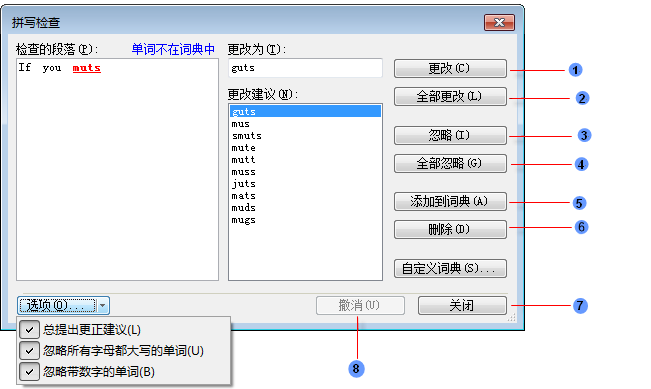 拼写检查
检查的段落(P): 单词不在词典中 更改为(T):
If you muts
guts
更改(C) 1
全部更改(L) 2
更改建议(N):
guts
mus
smuts
mute
mutt
muss
juts
mats
muds
mugs
忽略(I) 3
全部忽略(G) 4
添加到词典(A) 5
删除(D) 6
自定义词典(S)...
选项(O)... 撤消(U) 关闭 7
总提出更正建议(L)
忽略所有字母都大写的单词(U)
忽略带数字的单词(B)
8